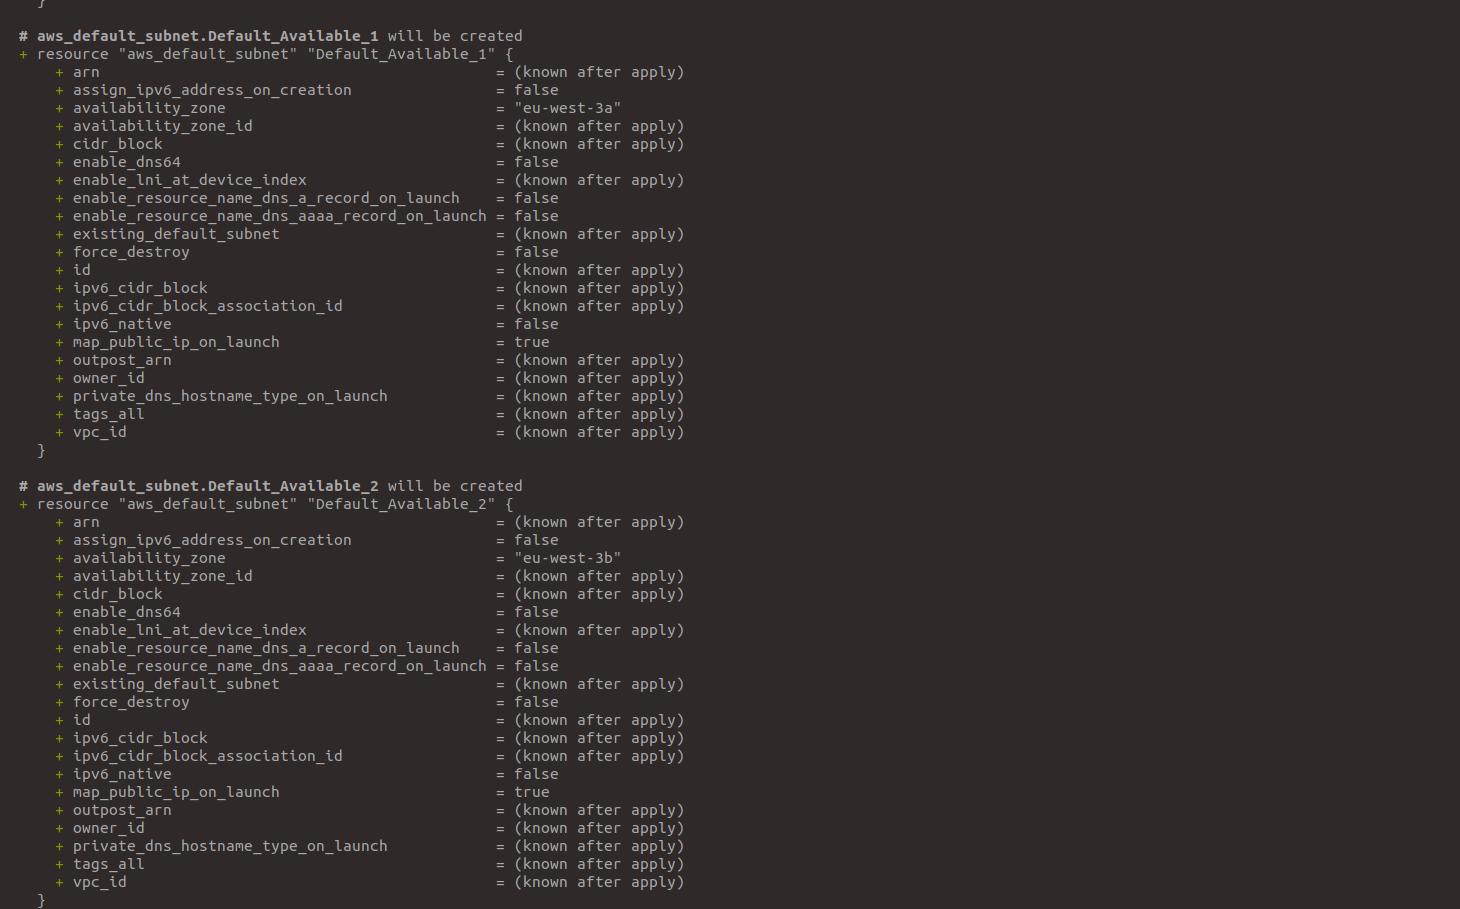 }
# aws_default_subnet.Default_Available_1 will be created
+ resource "aws_default_subnet" "Default_Available_1" {
+ arn = (known after apply)
+ assign_ipv6_address_on_creation = false
+ availability_zone = "eu-west-3a"
+ availability_zone_id = (known after apply)
+ cidr_block = (known after apply)
+ enable_dns64 = false
+ enable_lni_at_device_index = (known after apply)
+ enable_resource_name_dns_a_record_on_launch = false
+ enable_resource_name_dns_aaaa_record_on_launch = false
+ existing_default_subnet = (known after apply)
+ force_destroy = false
+ id = (known after apply)
+ ipv6_cidr_block = (known after apply)
+ ipv6_cidr_block_association_id = (known after apply)
+ ipv6_native = false
+ map_public_ip_on_launch = true
+ outpost_arn = (known after apply)
+ owner_id = (known after apply)
+ private_dns_hostname_type_on_launch = (known after apply)
+ tags_all = (known after apply)
+ vpc_id = (known after apply)
}
# aws_default_subnet.Default_Available_2 will be created
+ resource "aws_default_subnet" "Default_Available_2" {
+ arn = (known after apply)
+ assign_ipv6_address_on_creation = false
+ availability_zone = "eu-west-3b"
+ availability_zone_id = (known after apply)
+ cidr_block = (known after apply)
+ enable_dns64 = false
+ enable_lni_at_device_index = (known after apply)
+ enable_resource_name_dns_a_record_on_launch = false
+ enable_resource_name_dns_aaaa_record_on_launch = false
+ existing_default_subnet = (known after apply)
+ force_destroy = false
+ id = (known after apply)
+ ipv6_cidr_block = (known after apply)
+ ipv6_cidr_block_association_id = (known after apply)
+ ipv6_native = false
+ map_public_ip_on_launch = true
+ outpost_arn = (known after apply)
+ owner_id = (known after apply)
+ private_dns_hostname_type_on_launch = (known after apply)
+ tags_all = (known after apply)
+ vpc_id = (known after apply)
}